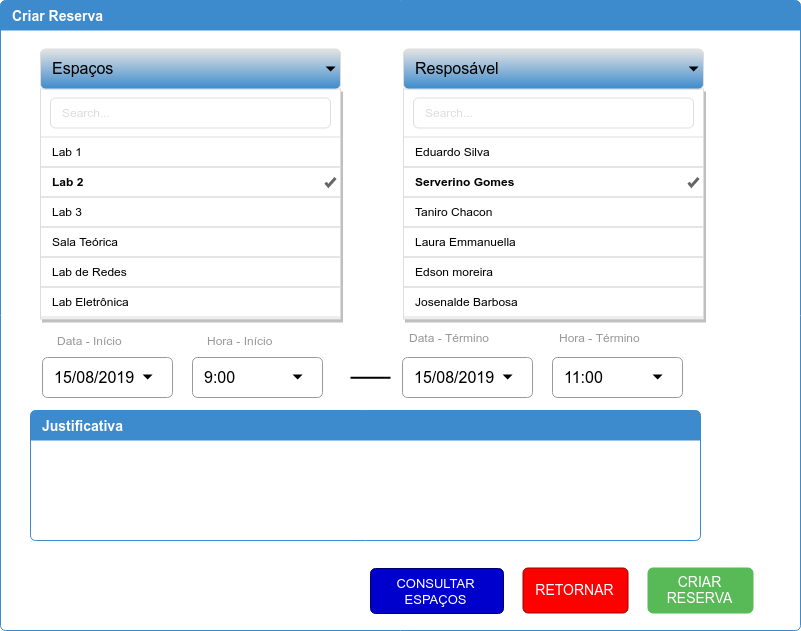 Criar Reserva
Espaços
Resposável
Search...
Search...
Lab 1
Eduardo Silva
Lab 2
Serverino Gomes
Lab 3
Taniro Chacon
Sala Teórica
Laura Emmanuella
Lab de Redes
Edson moreira
Lab Eletrônica
Josenalde Barbosa
Data - Início
Hora - Início
Data - Término
Hora - Término
15/08/2019
9:00
15/08/2019
11:00
Justificativa
CONSULTAR
ESPAÇOS
RETORNAR
CRIAR
RESERVA